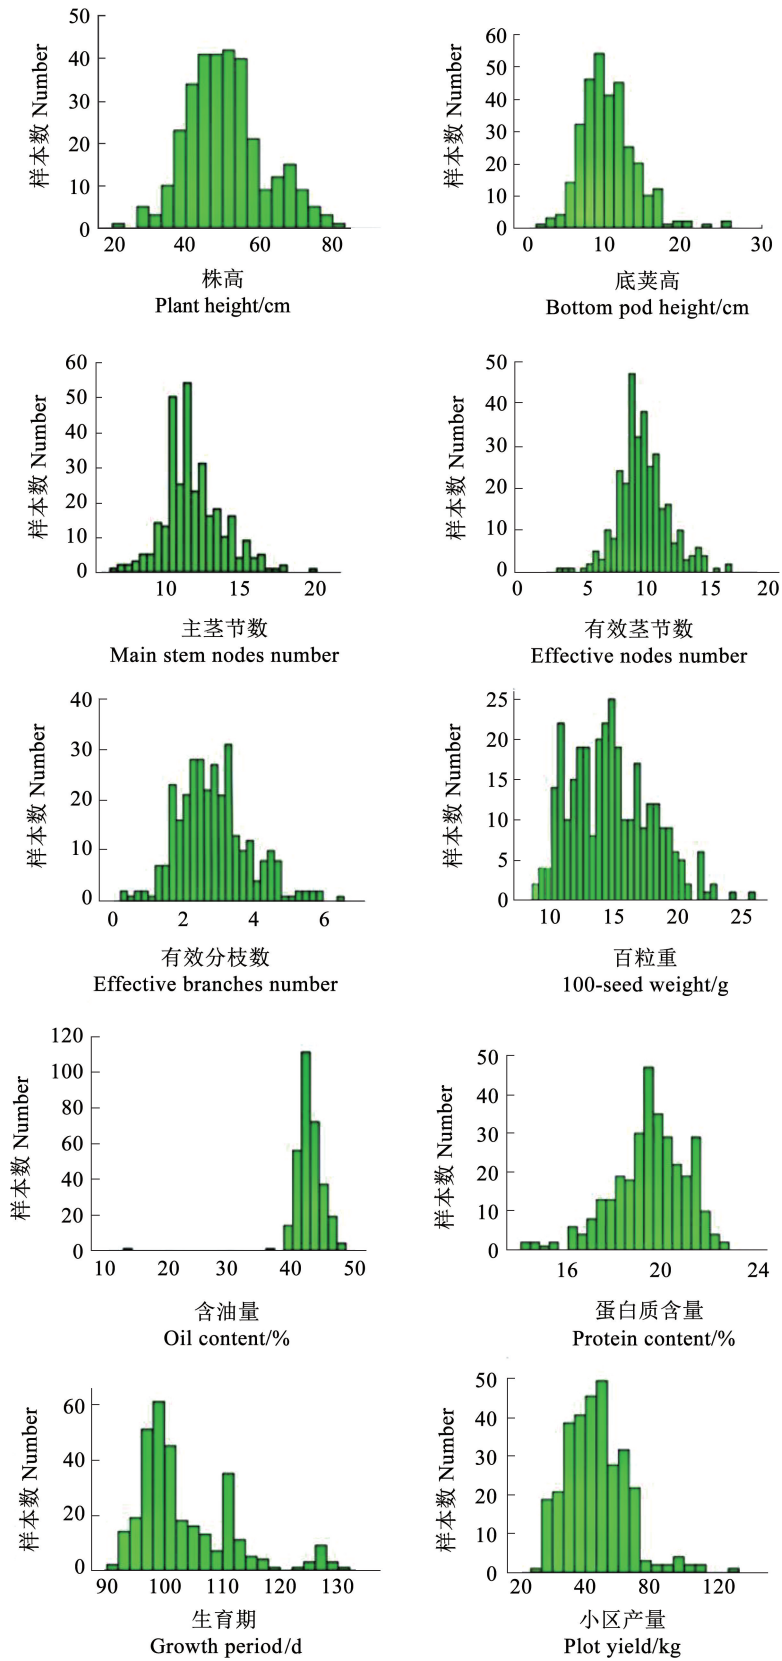 50
40
30
20
10
0
样本数 Number
20 40 60 80
株高
Plant height/cm
60
50
40
30
20
10
0
样本数 Number
0 10 20 30
底荚高
Bottom pod height/cm
60
50
40
30
20
10
0
样本数 Number
10 15 20
主茎节数
Main stem nodes number
50
40
30
20
10
0
样本数 Number
0 5 10 15 20
有效茎节数
Effective nodes number
40
30
20
10
0
样本数 Number
0 2 4 6
有效分枝数
Effective branches number
25
20
15
10
5
0
样本数 Number
10 15 20 25
百粒重
100-seed weight/g
120
100
80
60
40
20
0
样本数 Number
10 20 30 40 50
含油量
Oil content/%
50
40
30
20
10
0
样本数 Number
16 20 24
蛋白质含量
Protein content/%
60
40
20
0
样本数 Number
90 100 110 120 130
生育期
Growth period/d
50
40
30
20
10
0
样本数 Number
20 40 80 120
小区产量
Plot yield/kg